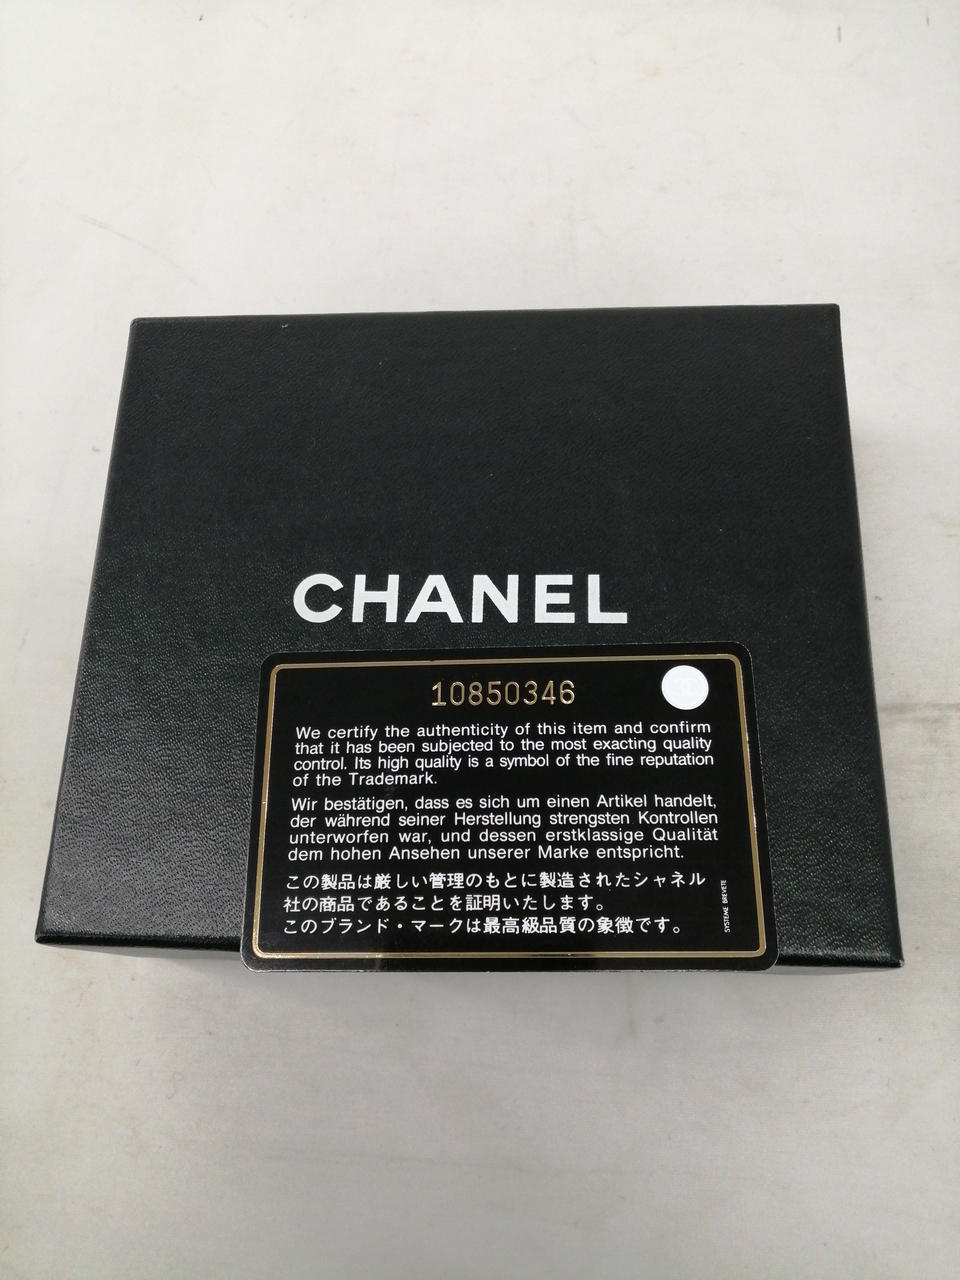 CHANEL
10850346
We certify the authenticity of this item and confirm
that it has been subjected to the most exacting quality
control. Its high quality is a symbol of the fine reputation
of the Trademark.
Wir bestätigen, dass es sich um einen Artikel handelt,
der während seiner Herstellung strengsten Kontrollen
unterworfen war, und dessen erstklassige Qualität
dem hohen Ansehen unserer Marke entspricht.
この製品は厳しい管理のもとに製造されたシャネル
社の商品であることを証明いたします。
このブランド・マークは最高級品質の象徴です。
SYSTEME BREVETE